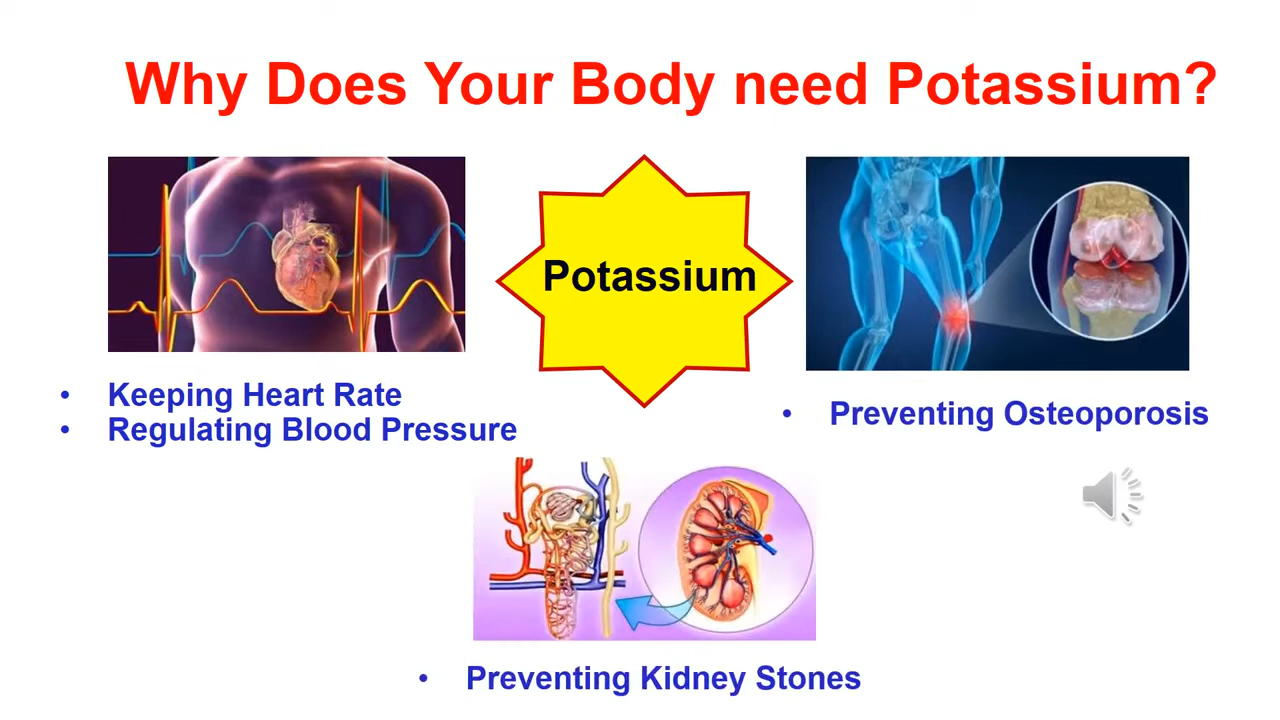 Why Does Your Body need Potassium?
Potassium
• Keeping Heart Rate
• Regulating Blood Pressure
• Preventing Osteoporosis
• Preventing Kidney Stones